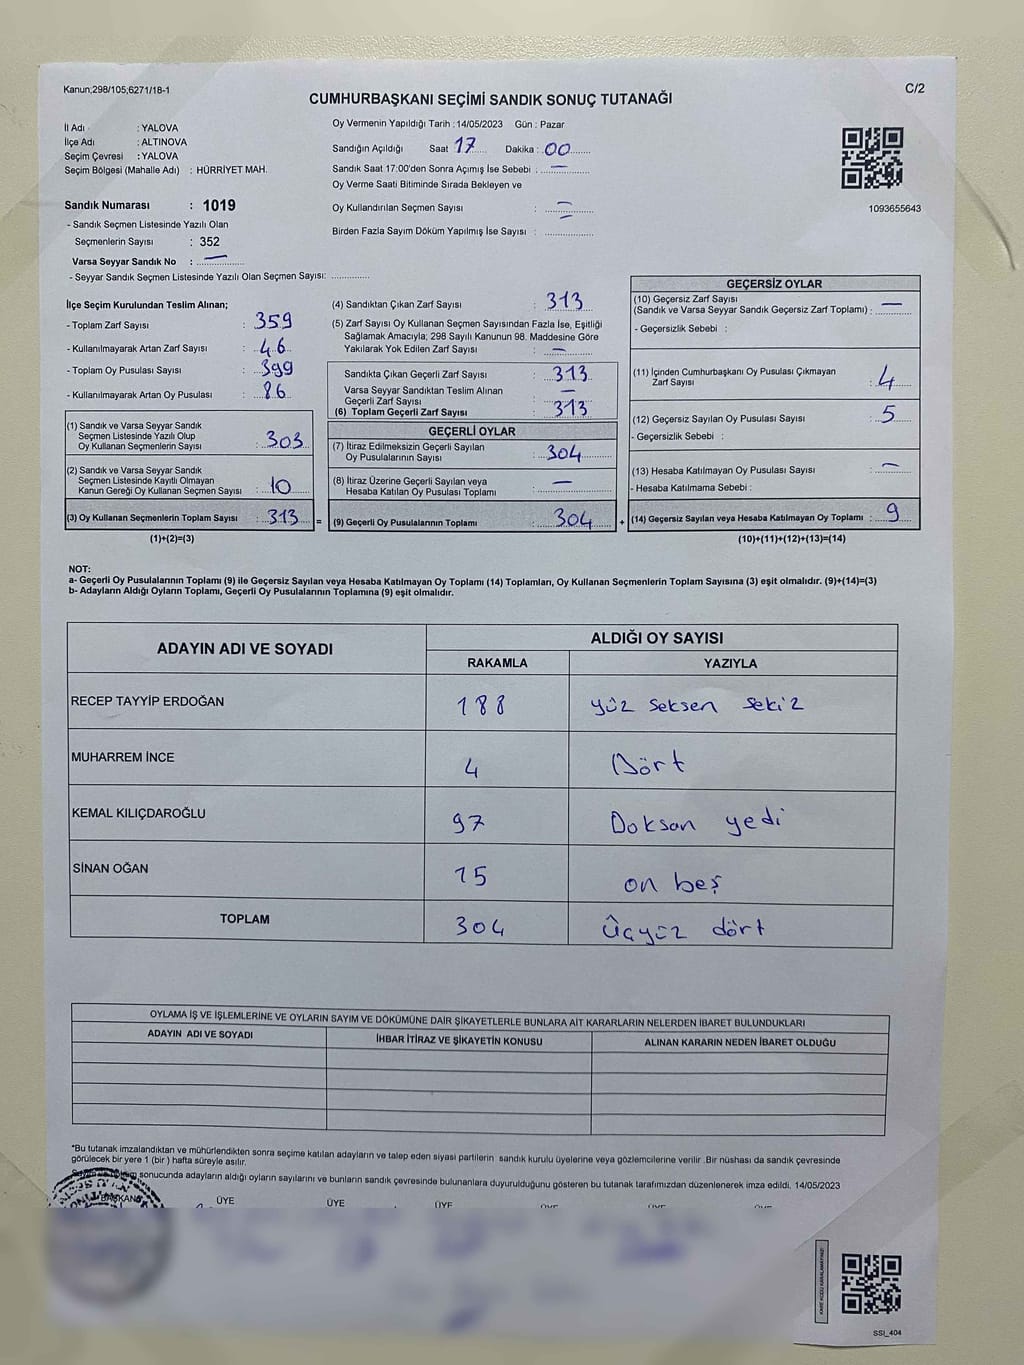 Kanun;298/105;6271/18-1
C/2
CUMHURBAŞKANI SEÇİMİ SANDIK SONUÇ TUTANAĞI
İl Adı : YALOVA
İlçe Adı : ALTINOVA
Seçim Çevresi : YALOVA
Seçim Bölgesi (Mahalle Adı) : HÜRRİYET MAH.
Sandık Numarası : 1019
- Sandık Seçmen Listesinde Yazılı Olan
Seçmenlerin Sayısı : 352
Varsa Seyyar Sandık No : —
- Seyyar Sandık Seçmen Listesinde Yazılı Olan Seçmen Sayısı: ..............
Oy Vermenin Yapıldığı Tarih : 14/05/2023 Gün : Pazar
Sandığın Açıldığı Saat 17 Dakika : 00
Sandık Saat 17:00'den Sonra Açımış İse Sebebi : —
Oy Verme Saati Bitiminde Sırada Bekleyen ve
Oy Kullandırılan Seçmen Sayısı : —
Birden Fazla Sayım Döküm Yapılmış İse Sayısı : ..............
1093655643
İlçe Seçim Kurulundan Teslim Alınan;
- Toplam Zarf Sayısı : 359
- Kullanılmayarak Artan Zarf Sayısı : 46
- Toplam Oy Pusulası Sayısı : 399
- Kullanılmayarak Artan Oy Pusulası : 86
(1) Sandık ve Varsa Seyyar Sandık
Seçmen Listesinde Yazılı Olup
Oy Kullanan Seçmenlerin Sayısı : 303
(2) Sandık ve Varsa Seyyar Sandık
Seçmen Listesinde Kayıtlı Olmayan
Kanun Gereği Oy Kullanan Seçmen Sayısı : 10
(3) Oy Kullanan Seçmenlerin Toplam Sayısı : 313 =
(1)+(2)=(3)
(4) Sandıktan Çıkan Zarf Sayısı : 313
(5) Zarf Sayısı Oy Kullanan Seçmen Sayısından Fazla İse, Eşitliği
Sağlamak Amacıyla; 298 Sayılı Kanunun 98. Maddesine Göre
Yakılarak Yok Edilen Zarf Sayısı : —
Sandıkta Çıkan Geçerli Zarf Sayısı : 313
Varsa Seyyar Sandıktan Teslim Alınan
Geçerli Zarf Sayısı : —
(6) Toplam Geçerli Zarf Sayısı : 313
GEÇERLİ OYLAR
(7) İtiraz Edilmeksizin Geçerli Sayılan
Oy Pusulalarının Sayısı : 304
(8) İtiraz Üzerine Geçerli Sayılan veya
Hesaba Katılan Oy Pusulası Toplamı : —
(9) Geçerli Oy Pusulalarının Toplamı : 304 +
GEÇERSİZ OYLAR
(10) Geçersiz Zarf Sayısı
(Sandık ve Varsa Seyyar Sandık Geçersiz Zarf Toplamı) : —
- Geçersizlik Sebebi :
(11) İçinden Cumhurbaşkanı Oy Pusulası Çıkmayan
Zarf Sayısı : 4
(12) Geçersiz Sayılan Oy Pusulası Sayısı : 5
- Geçersizlik Sebebi :
(13) Hesaba Katılmayan Oy Pusulası Sayısı : —
- Hesaba Katılmama Sebebi :
(14) Geçersiz Sayılan veya Hesaba Katılmayan Oy Toplamı : 9
(10)+(11)+(12)+(13)=(14)
NOT:
a- Geçerli Oy Pusulalarının Toplamı (9) ile Geçersiz Sayılan veya Hesaba Katılmayan Oy Toplamı (14) Toplamları, Oy Kullanan Seçmenlerin Toplam Sayısına (3) eşit olmalıdır. (9)+(14)=(3)
b- Adayların Aldığı Oyların Toplamı, Geçerli Oy Pusulalarının Toplamına (9) eşit olmalıdır.
ADAYIN ADI VE SOYADI
ALDIĞI OY SAYISI
RAKAMLA YAZIYLA
RECEP TAYYİP ERDOĞAN 188 yüz seksen sekiz
MUHARREM İNCE 4 Dört
KEMAL KILIÇDAROĞLU 97 Doksan yedi
SİNAN OĞAN 15 on beş
TOPLAM 304 Üçyüz dört
OYLAMA İŞ VE İŞLEMLERİNE VE OYLARIN SAYIM VE DÖKÜMÜNE DAİR ŞİKAYETLERLE BUNLARA AİT KARARLARIN NELERDEN İBARET BULUNDUKLARI
ADAYIN ADI VE SOYADI İHBAR İTİRAZ VE ŞİKAYETİN KONUSU ALINAN KARARIN NEDEN İBARET OLDUĞU
*Bu tutanak imzalandıktan ve mühürlendikten sonra seçime katılan adayların ve talep eden siyasi partilerin sandık kurulu üyelerine veya gözlemcilerine verilir .Bir nüshası da sandık çevresinde
görülecek bir yere 1 (bir ) hafta süreyle asılır.
sonucunda adayların aldığı oyların sayılarını ve bunların sandık çevresinde bulunanlara duyurulduğunu gösteren bu tutanak tarafımızdan düzenlenerek imza edildi. 14/05/2023
BAŞKAN ÜYE ÜYE ÜYE
SSI_404